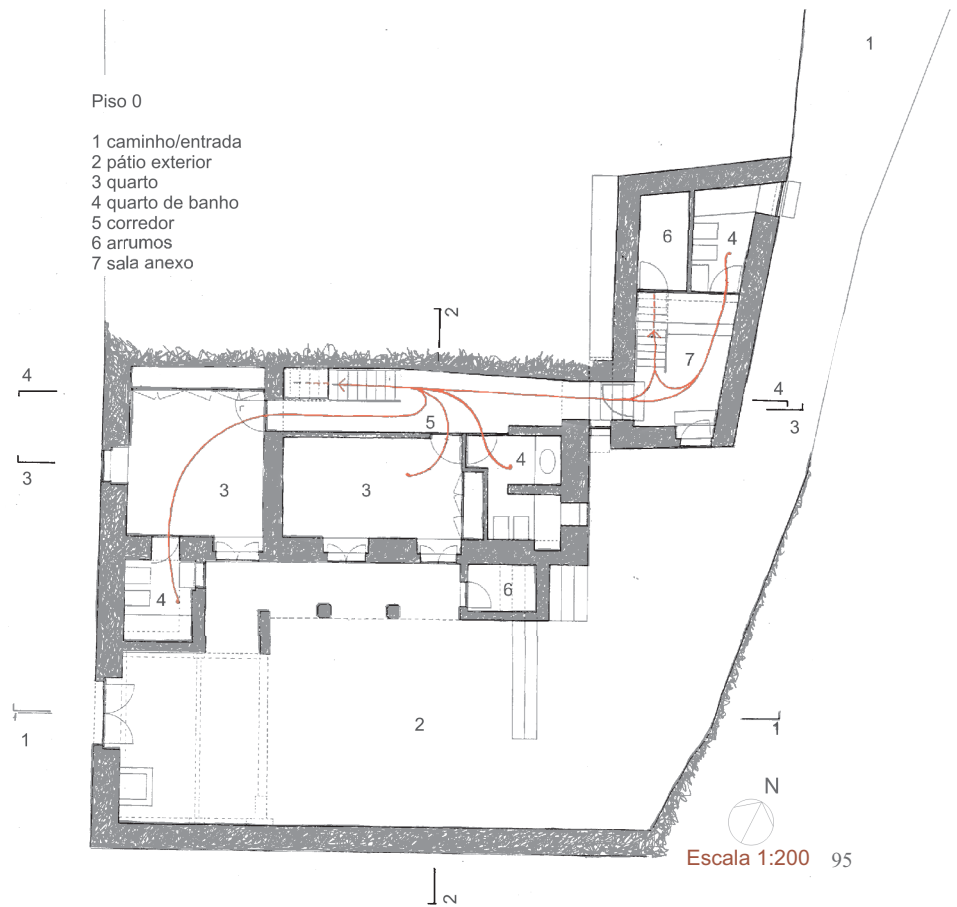 1
Piso 0
1 caminho/entrada
2 pátio exterior
3 quarto
4 quarto de banho
5 corredor
6 arrumos
7 sala anexo
6
4
2
7
4
4
3
5
3
3
3
4
4
6
2
1
1
N
Escala 1:200 95
2